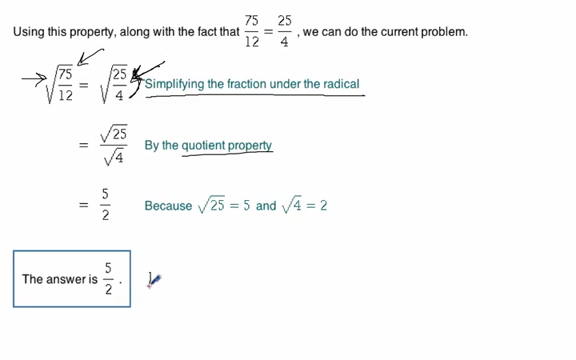 Using this property, along with the fact that 75/12 = 25/4, we can do the current problem.
√(75/12) = √(25/4) Simplifying the fraction under the radical
= √25/√4 By the quotient property
= 5/2 Because √25 = 5 and √4 = 2
The answer is 5/2.